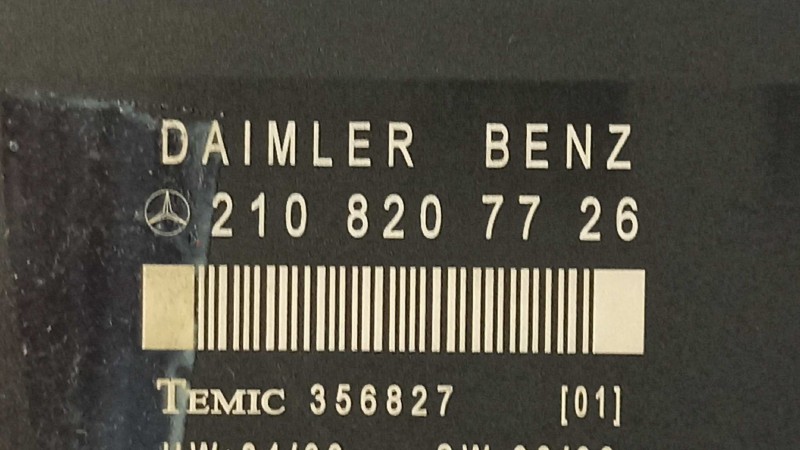 DAIMLER BENZ
210 820 77 26
TEMIC 356827 [01]